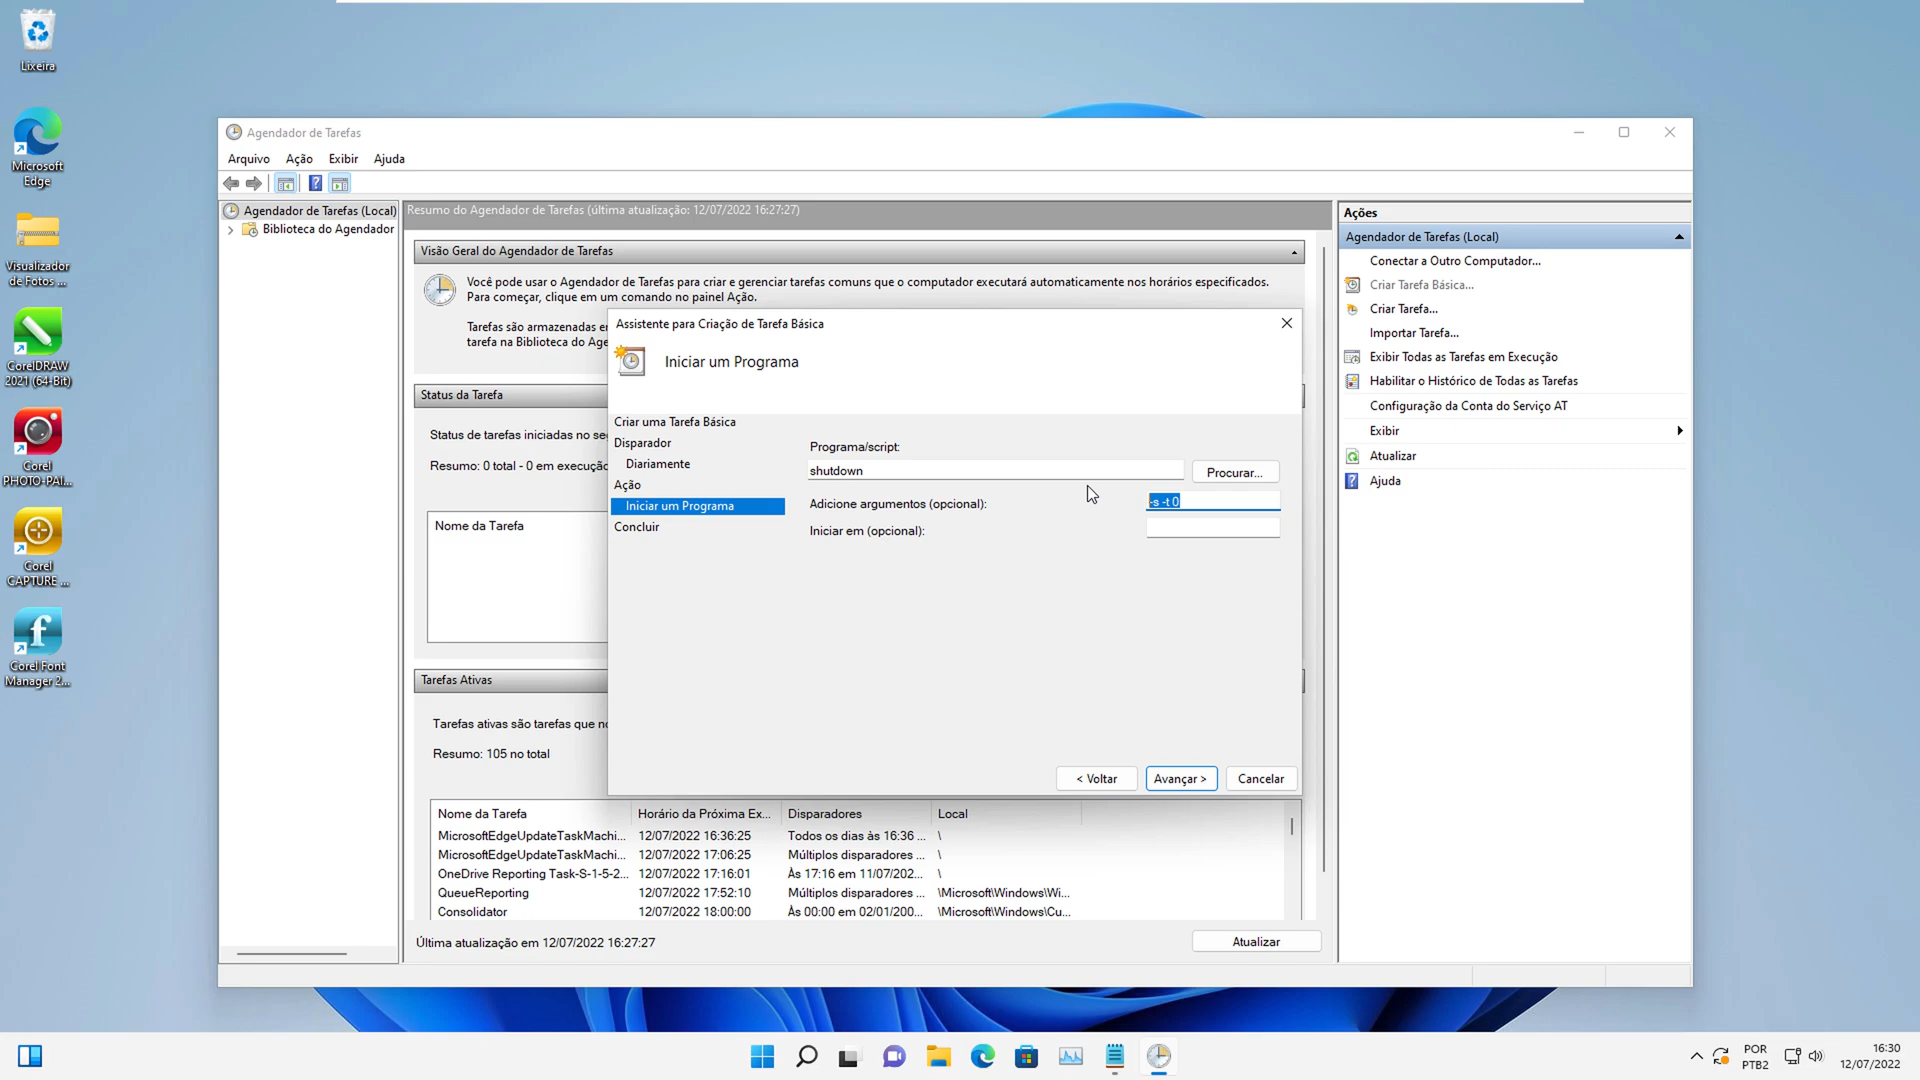 Lixeira
Microsoft
Edge
Visualizador
de Fotos ...
CorelDRAW
2021 (64-Bit)
Corel
PHOTO-PAI...
Corel
CAPTURE ...
Corel Font
Manager 2...
Agendador de Tarefas
Arquivo Ação Exibir Ajuda
Agendador de Tarefas (Local)
Biblioteca do Agendador
Resumo do Agendador de Tarefas (última atualização: 12/07/2022 16:27:27)
Visão Geral do Agendador de Tarefas
Você pode usar o Agendador de Tarefas para criar e gerenciar tarefas comuns que o computador executará automaticamente nos horários especificados.
Para começar, clique em um comando no painel Ação.
Tarefas são armazenadas em
tarefa na Biblioteca do Age
Status da Tarefa
Status de tarefas iniciadas no se
Resumo: 0 total - 0 em execução
Nome da Tarefa
Tarefas Ativas
Tarefas ativas são tarefas que no
Resumo: 105 no total
Assistente para Criação de Tarefa Básica
Iniciar um Programa
Criar uma Tarefa Básica
Disparador
Diariamente
Ação
Iniciar um Programa
Concluir
Programa/script:
shutdown
Procurar...
Adicione argumentos (opcional):
-s -t 0
Iniciar em (opcional):
< Voltar
Avançar >
Cancelar
Nome da Tarefa Horário da Próxima Ex... Disparadores Local
MicrosoftEdgeUpdateTaskMachi... 12/07/2022 16:36:25 Todos os dias às 16:36 ... \
MicrosoftEdgeUpdateTaskMachi... 12/07/2022 17:06:25 Múltiplos disparadores ... \
OneDrive Reporting Task-S-1-5-2... 12/07/2022 17:16:01 Às 17:16 em 11/07/202... \
QueueReporting 12/07/2022 17:52:10 Múltiplos disparadores ... \Microsoft\Windows\Wi...
Consolidator 12/07/2022 18:00:00 Às 00:00 em 02/01/200... \Microsoft\Windows\Cu...
Última atualização em 12/07/2022 16:27:27
Atualizar
Ações
Agendador de Tarefas (Local)
Conectar a Outro Computador...
Criar Tarefa Básica...
Criar Tarefa...
Importar Tarefa...
Exibir Todas as Tarefas em Execução
Habilitar o Histórico de Todas as Tarefas
Configuração da Conta do Serviço AT
Exibir
Atualizar
Ajuda
POR
PTB2
16:30
12/07/2022